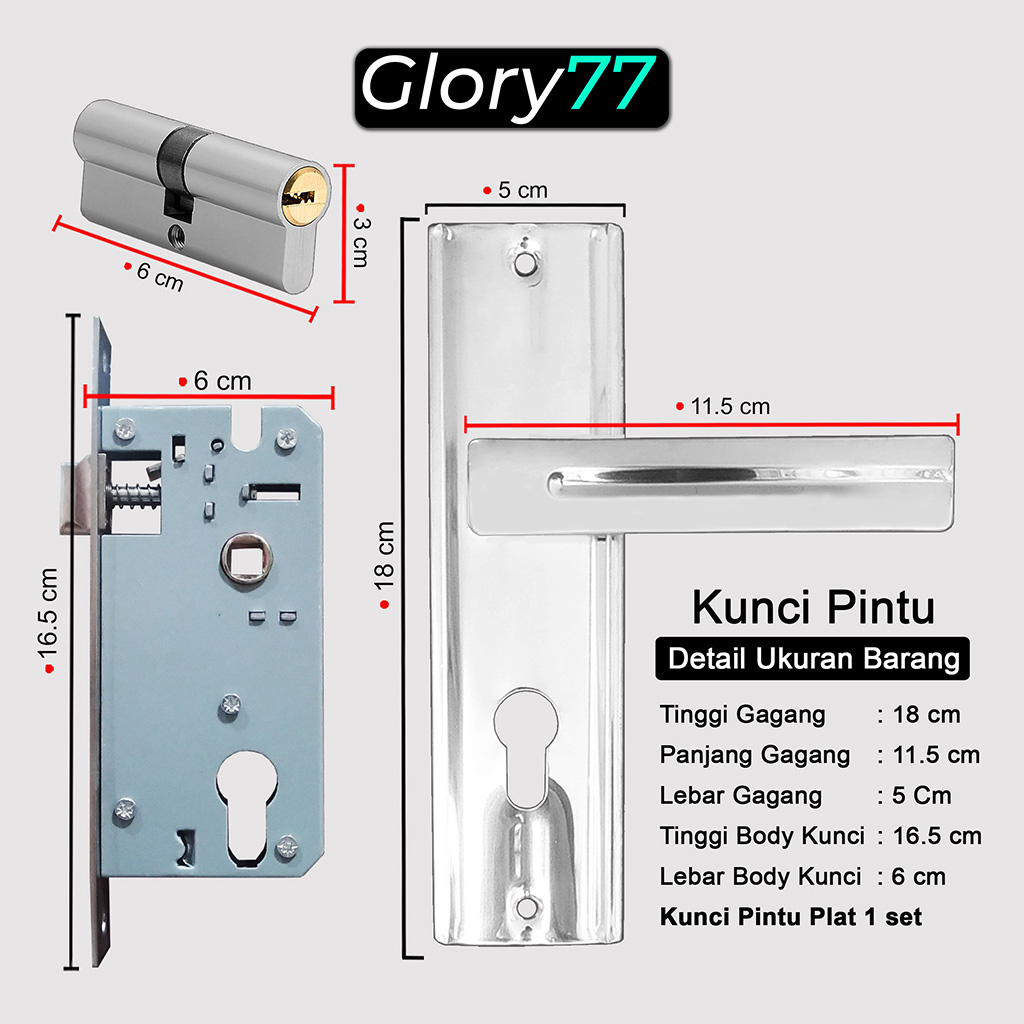 Glory77
• 5 cm
• 3 cm
• 6 cm
• 6 cm
• 11.5 cm
• 18 cm
• 16.5 cm
Kunci Pintu
Detail Ukuran Barang
Tinggi Gagang : 18 cm
Panjang Gagang : 11.5 cm
Lebar Gagang : 5 Cm
Tinggi Body Kunci : 16.5 cm
Lebar Body Kunci : 6 cm
Kunci Pintu Plat 1 set